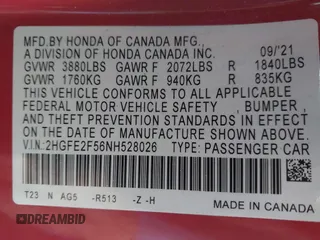 MFD.BY HONDA OF CANADA MFG.,
A DIVISION OF HONDA CANADA INC. 09/'21
GVWR 3880LBS GAWR F 2072LBS R 1840LBS
GVWR 1760KG GAWR F 940KG R 835KG
THIS VEHICLE CONFORMS TO ALL APPLICABLE
FEDERAL MOTOR VEHICLE SAFETY , BUMPER ,
AND THEFT PREVENTION STANDARDS IN EFFECT ON THE
DATE OF MANUFACTURE SHOWN ABOVE.
V.I.N:2HGFE2F56NH528026 TYPE: PASSENGER CAR
T23 N AG5 -R513 -Z -H
MADE IN CANADA
DREAMBID